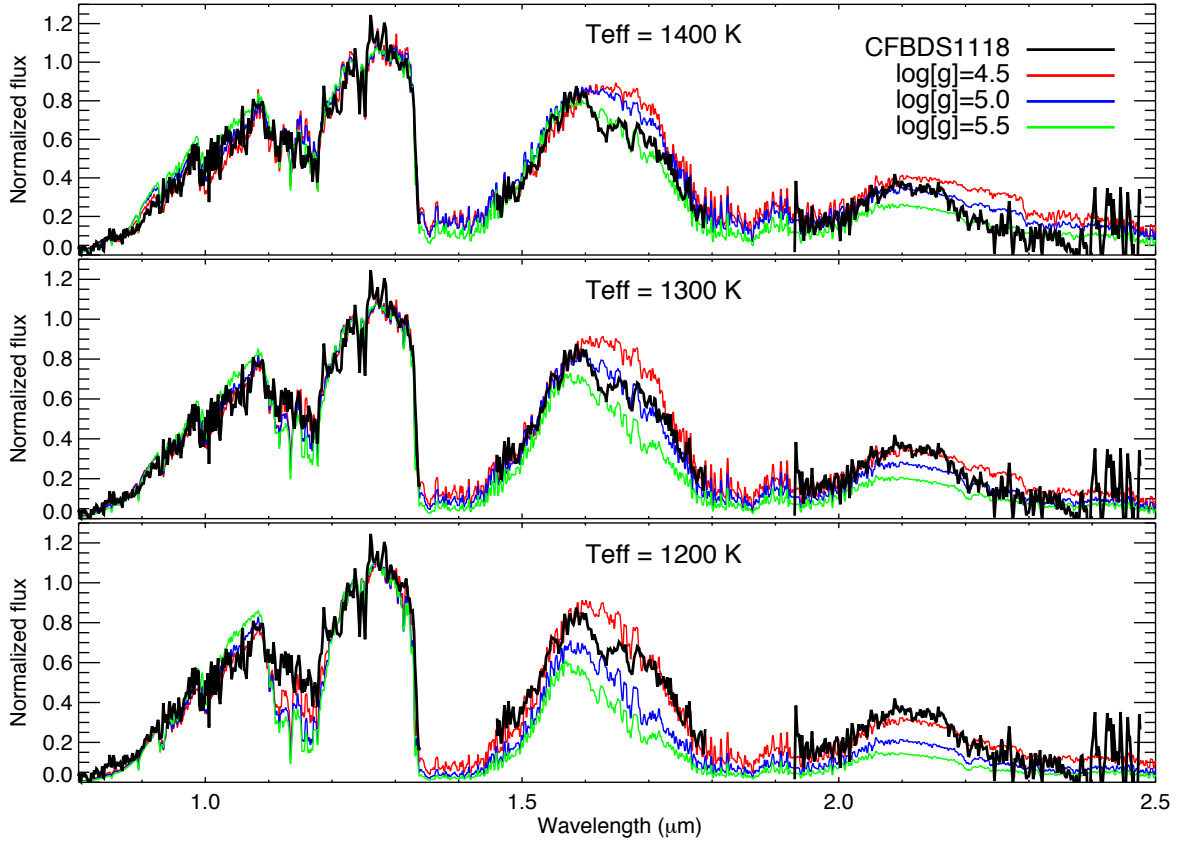 Teff = 1400 K
CFBDS1118
log[g]=4.5
log[g]=5.0
log[g]=5.5
Normalized flux
1.2
1.0
0.8
0.6
0.4
0.2
0.0
Teff = 1300 K
Normalized flux
1.2
1.0
0.8
0.6
0.4
0.2
0.0
Teff = 1200 K
Normalized flux
1.2
1.0
0.8
0.6
0.4
0.2
0.0
1.0 1.5 2.0 2.5
Wavelength (μm)